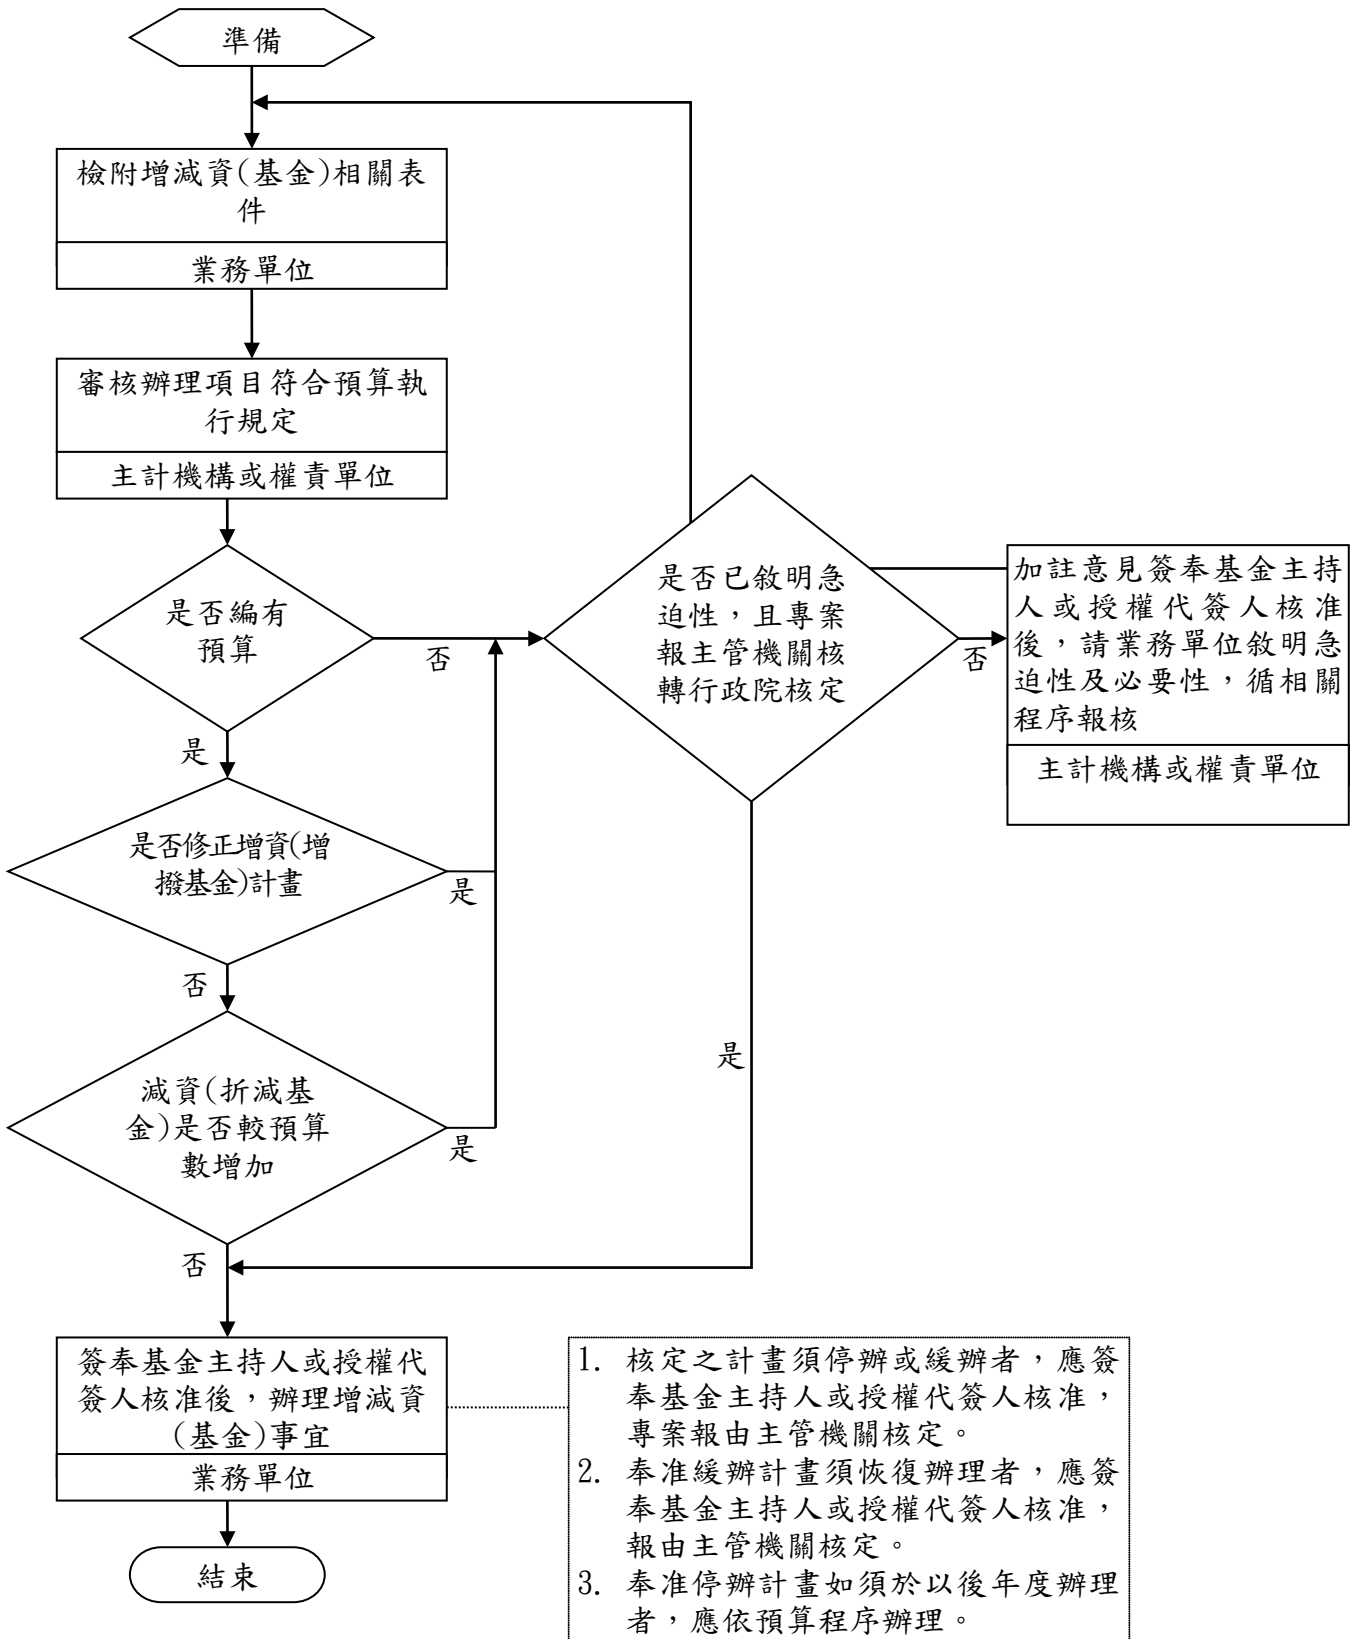 準備
檢附增減資(基金)相關表
件
業務單位
審核辦理項目符合預算執
行規定
主計機構或權責單位
是否編有
預算
否
是
是否已敘明急
迫性，且專案
報主管機關核
轉行政院核定
否
是
加註意見簽奉基金主持
人或授權代簽人核准
後，請業務單位敘明急
迫性及必要性，循相關
程序報核
主計機構或權責單位
是否修正增資(增
撥基金)計畫
是
否
減資(折減基
金)是否較預算
數增加
是
否
簽奉基金主持人或授權代
簽人核准後，辦理增減資
(基金)事宜
業務單位
結束
1. 核定之計畫須停辦或緩辦者，應簽
奉基金主持人或授權代簽人核准，
專案報由主管機關核定。
2. 奉准緩辦計畫須恢復辦理者，應簽
奉基金主持人或授權代簽人核准，
報由主管機關核定。
3. 奉准停辦計畫如須於以後年度辦理
者，應依預算程序辦理。